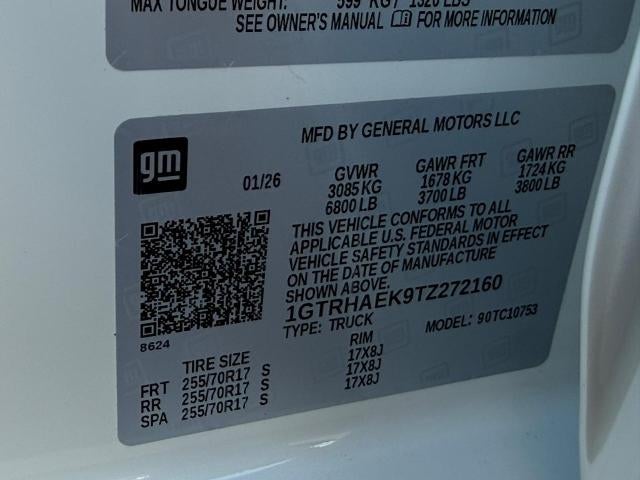 MAX TONGUE WEIGHT: 599 KG / 1320 LBS
SEE OWNER'S MANUAL FOR MORE INFORMATION
gm
MFD BY GENERAL MOTORS LLC
01/26
GVWR
3085 KG
6800 LB
GAWR FRT
1678 KG
3700 LB
GAWR RR
1724 KG
3800 LB
THIS VEHICLE CONFORMS TO ALL
APPLICABLE U.S. FEDERAL MOTOR
VEHICLE SAFETY STANDARDS IN EFFECT
ON THE DATE OF MANUFACTURE
SHOWN ABOVE.
1GTRHAEK9TZ272160
TYPE: TRUCK
MODEL: 90TC10753
8624
TIRE SIZE RIM
FRT 255/70R17 S 17X8J
RR 255/70R17 S 17X8J
SPA 255/70R17 S 17X8J